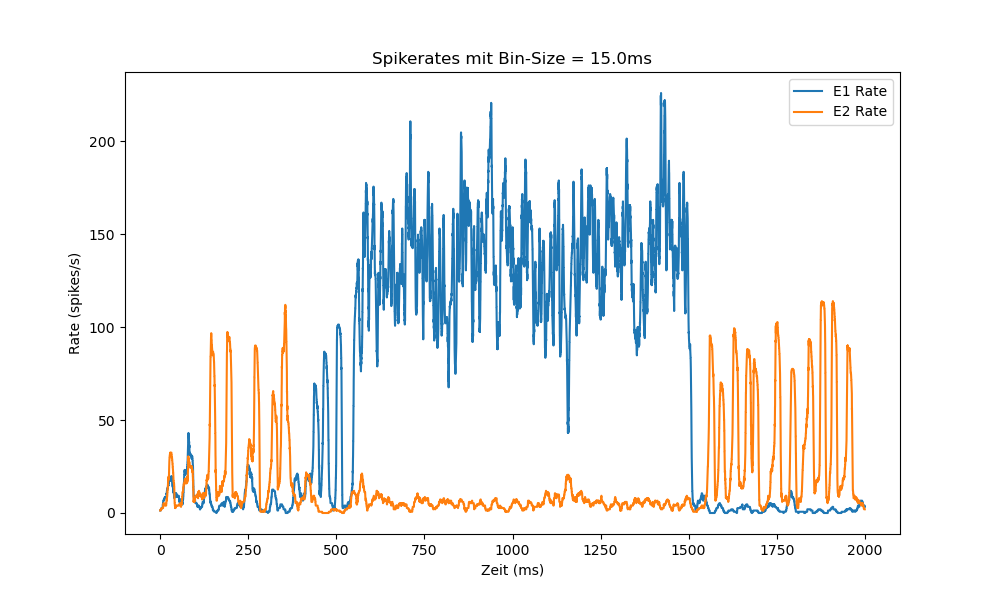 Spikerates mit Bin-Size = 15.0ms
E1 Rate
E2 Rate
200
150
100
50
0
Rate (spikes/s)
0 250 500 750 1000 1250 1500 1750 2000
Zeit (ms)